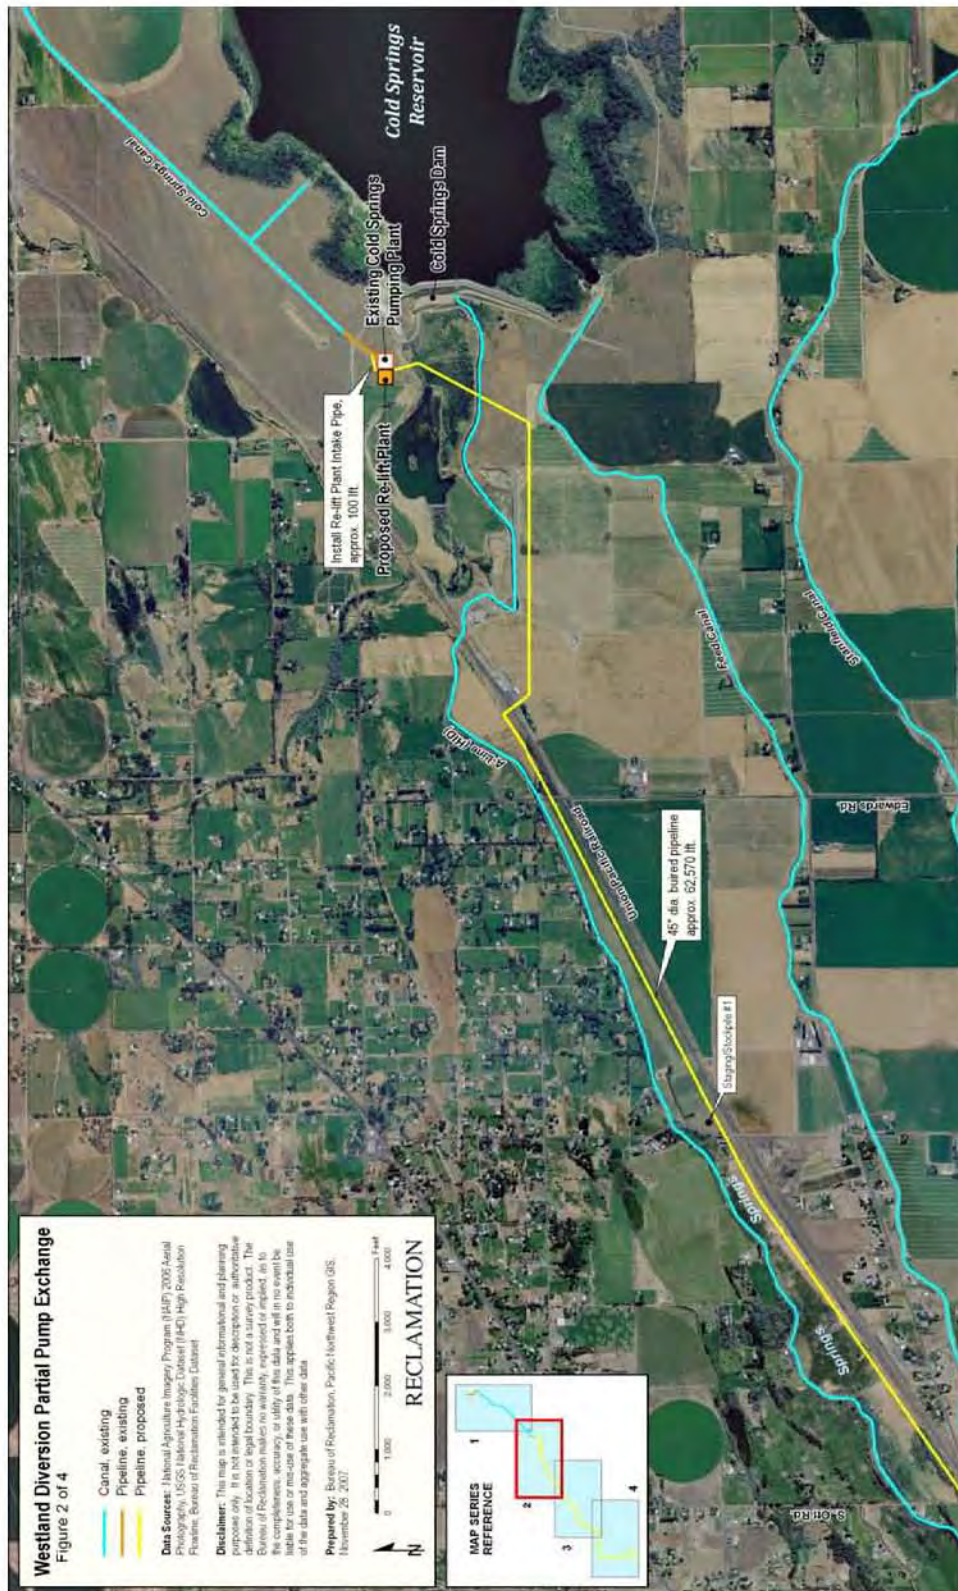 Westland Diversion Partial Pump Exchange
Figure 2 of 4
Canal, existing
Pipeline, existing
Pipeline, proposed
Data Sources: National Agriculture Imagery Program (NAIP) 2006 Aerial
Photography, USGS National Hydrologic Dataset (NHD) High Resolution
Flowline, Bureau of Reclamation Facilities Dataset
Disclaimer: This map is intended for general informational and planning
purposes only. It is not intended to be used for description or authoritative
definition of location or legal boundary. This is not a survey product. The
Bureau of Reclamation makes no warranty, expressed or implied, as to
the completeness, accuracy, or utility of this data and will in no event be
liable for use or mis-use of these data. This applies both to individual use
of the data and aggregate use with other data
Prepared by: Bureau of Reclamation, Pacific Northwest Region GIS,
November 28, 2007
N
0 1,000 2,000 3,000 4,000
Feet
RECLAMATION
MAP SERIES
REFERENCE
1
2
3
4
Cold Springs Canal
Cold Springs
Reservoir
Install Re-lift Plant Intake Pipe,
approx. 100 lft.
Existing Cold Springs
Pumping Plant
Proposed Re-lift Plant
Cold Springs Dam
A-Line (HID)
Union Pacific Railroad
45" dia. buired pipeline
approx. 62,570 lft.
Feed Canal
Stanfield Canal
Edwards Rd.
Staging/Stockpile #1
Springs
Springs
S. Ott Rd.